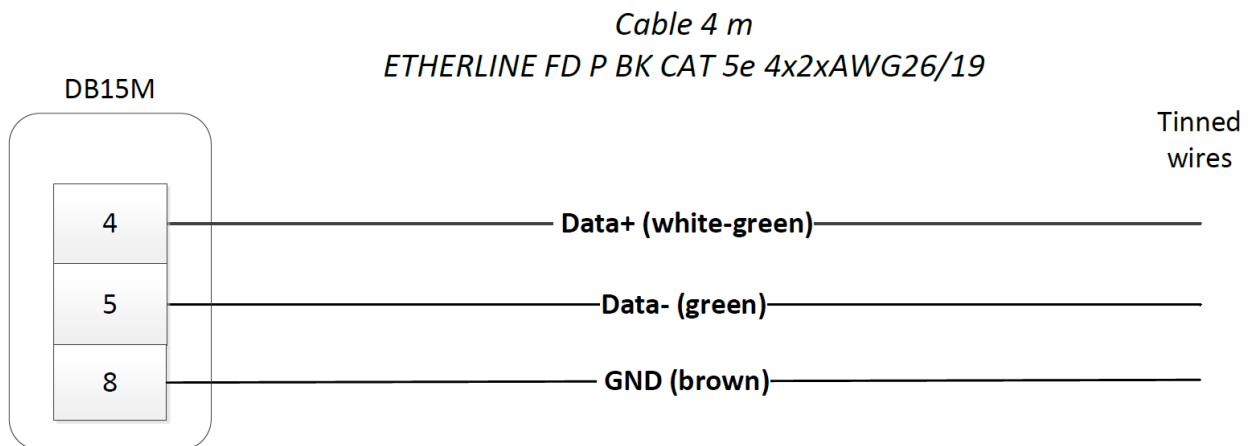 Cable 4 m
ETHERLINE FD P BK CAT 5e 4x2xAWG26/19
DB15M
Tinned
wires
4
Data+ (white-green)
5
Data- (green)
8
GND (brown)